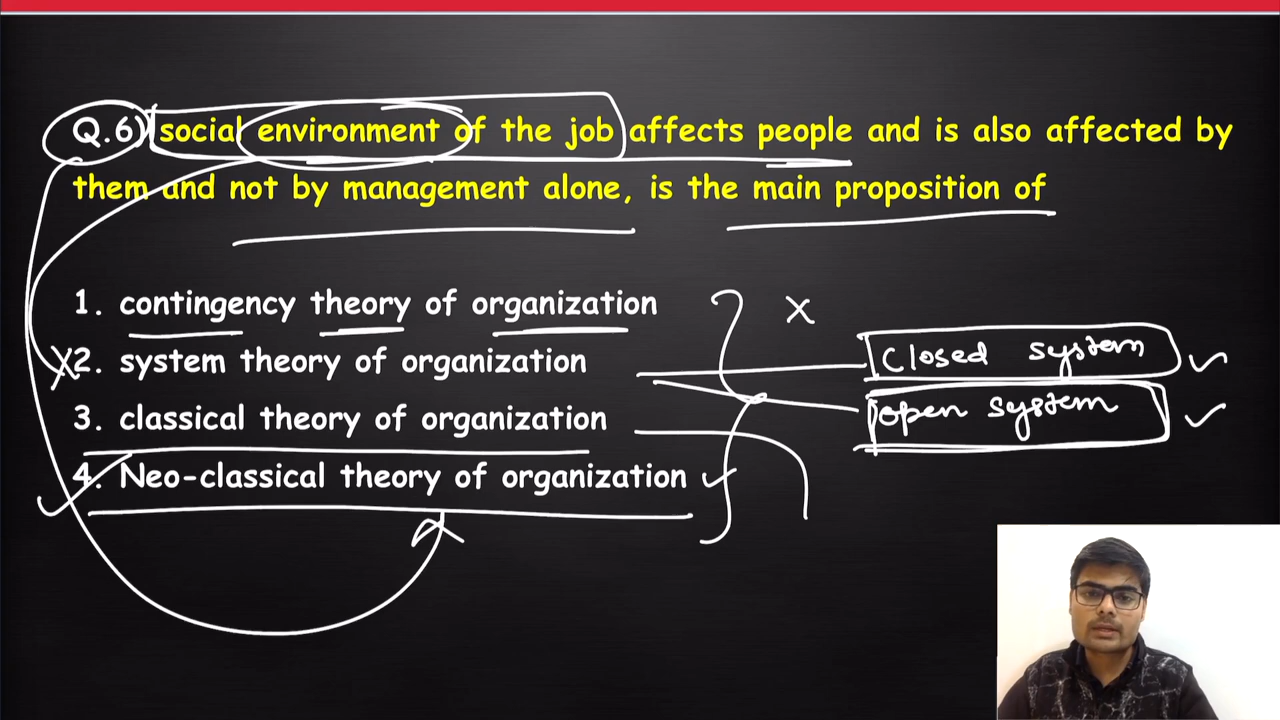 Q.6) social environment of the job affects people and is also affected by
them and not by management alone, is the main proposition of
1. contingency theory of organization
2. system theory of organization
3. classical theory of organization
4. Neo-classical theory of organization
Closed system
open system